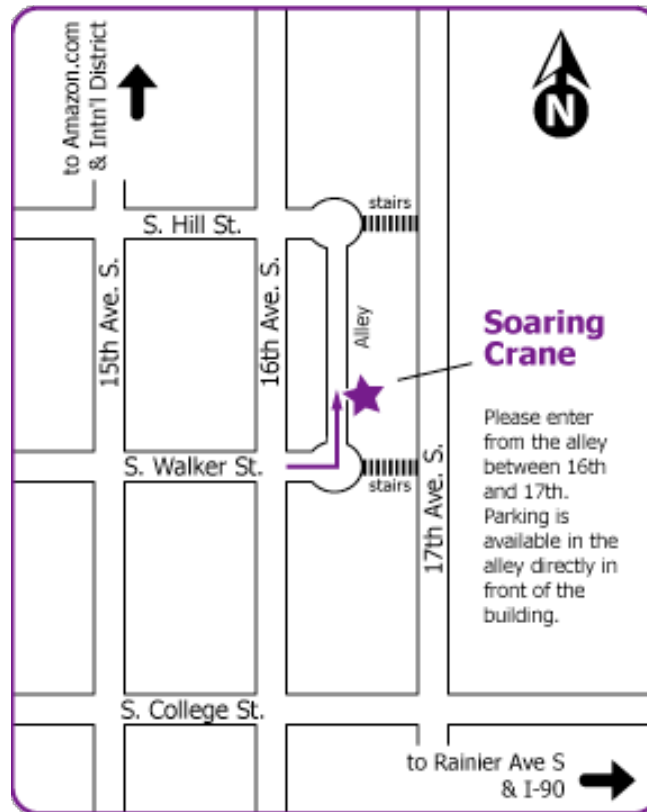 to Amazon.com
& Intn'l District
N
stairs
S. Hill St.
15th Ave. S.
16th Ave. S.
Alley
Soaring
Crane
Please enter
from the alley
between 16th
and 17th.
Parking is
available in the
alley directly in
front of the
building.
S. Walker St.
stairs
17th Ave. S.
S. College St.
to Rainier Ave S
& I-90